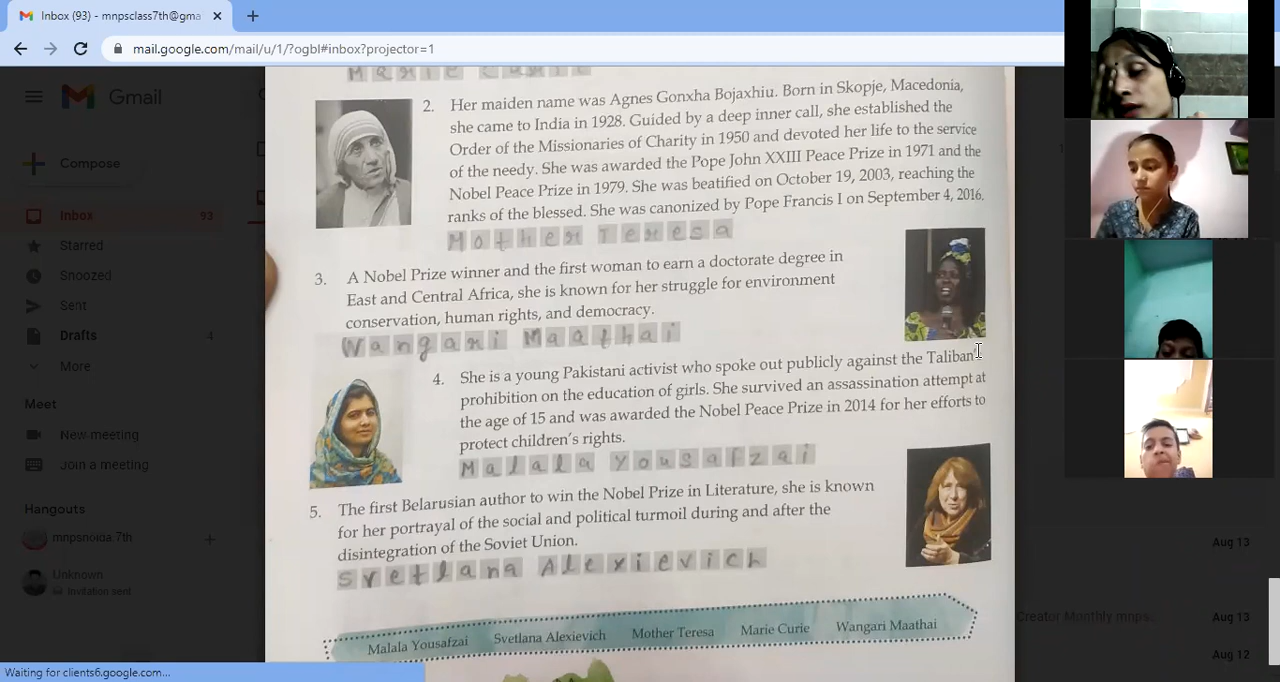 Inbox (93) - mnpsclass7th@gma
mail.google.com/mail/u/1/?ogbl#inbox?projector=1
Gmail
Compose
Inbox 93
Starred
Snoozed
Sent
Drafts 4
More
Meet
New meeting
Join a meeting
Hangouts
mnpsnoida 7th
Unknown
Invitation sent
Marie Curie
2. Her maiden name was Agnes Gonxha Bojaxhiu. Born in Skopje, Macedonia,
she came to India in 1928. Guided by a deep inner call, she established the
Order of the Missionaries of Charity in 1950 and devoted her life to the service
of the needy. She was awarded the Pope John XXIII Peace Prize in 1971 and the
Nobel Peace Prize in 1979. She was beatified on October 19, 2003, reaching the
ranks of the blessed. She was canonized by Pope Francis I on September 4, 2016.
Mother Teresa
3. A Nobel Prize winner and the first woman to earn a doctorate degree in
East and Central Africa, she is known for her struggle for environment
conservation, human rights, and democracy.
Wangari Maathai
4. She is a young Pakistani activist who spoke out publicly against the Taliban's
prohibition on the education of girls. She survived an assassination attempt at
the age of 15 and was awarded the Nobel Peace Prize in 2014 for her efforts to
protect children's rights.
Malala Yousafzai
5. The first Belarusian author to win the Nobel Prize in Literature, she is known
for her portrayal of the social and political turmoil during and after the
disintegration of the Soviet Union.
Svetlana Alexievich
Malala Yousafzai Svetlana Alexievich Mother Teresa Marie Curie Wangari Maathai
Aug 13
Creator Monthly mnps... Aug 13
Aug 12
Waiting for clients6.google.com...